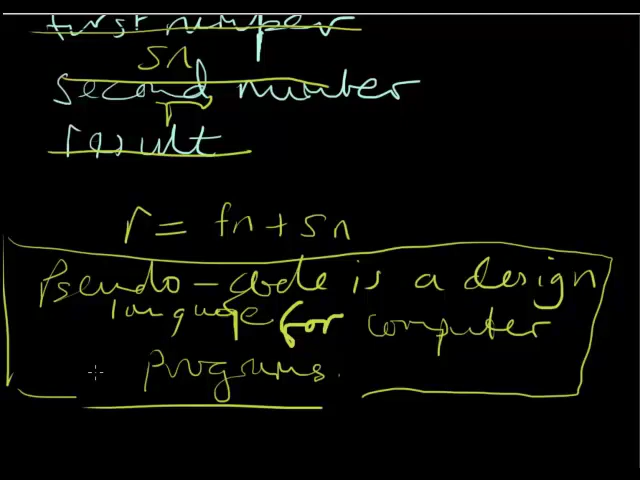 first number
sn
second number
r
result
r = fn + sn
Pseudo - code is a design
language for computer
programs.